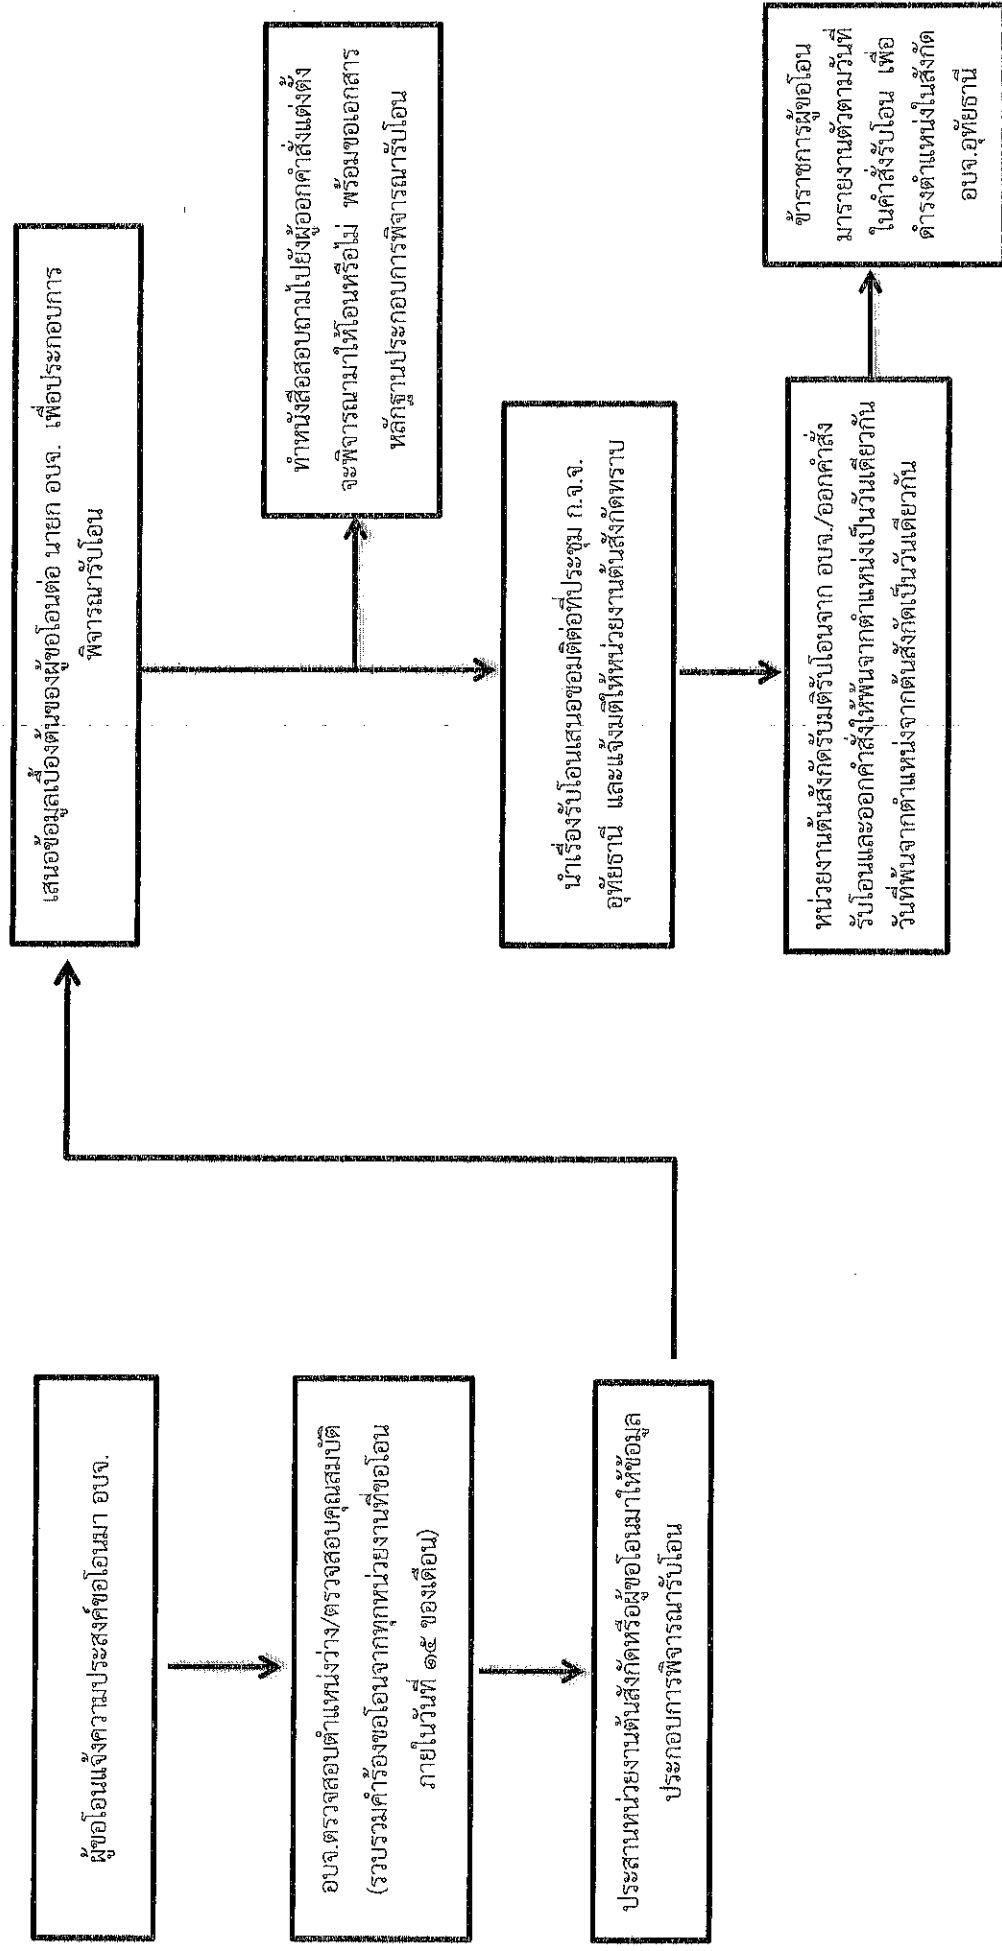 ผู้ขอโอนแจ้งความประสงค์ขอโอนมา อบจ.
อบจ.ตรวจสอบตำแหน่งว่าง/ตรวจสอบคุณสมบัติ
(รวบรวมคำร้องขอโอนจากทุกหน่วยงานที่ขอโอน
ภายในวันที่ ๑๕ ของเดือน)
ประสานหน่วยงานต้นสังกัดหรือผู้ขอโอนมาให้ข้อมูล
ประกอบการพิจารณารับโอน
เสนอข้อมูลเบื้องต้นของผู้ขอโอนต่อ นายก อบจ. เพื่อประกอบการ
พิจารณารับโอน
ทำหนังสือสอบถามไปยังผู้ออกคำสั่งแต่งตั้ง
จะพิจารณามาให้โอนหรือไม่ พร้อมขอเอกสาร
หลักฐานประกอบการพิจารณารับโอน
นำเรื่องรับโอนเสนอขอมติต่อที่ประชุม ก.จ.จ.
อุทัยธานี และแจ้งมติให้หน่วยงานต้นสังกัดทราบ
หน่วยงานต้นสังกัดรับมติรับโอนจาก อบจ./ออกคำสั่ง
รับโอนและออกคำสั่งให้พ้นจากตำแหน่งเป็นวันเดียวกัน
วันที่พ้นจากตำแหน่งจากต้นสังกัดเป็นวันเดียวกัน
ข้าราชการผู้ขอโอน
มารายงานตัวตามวันที่
ในคำสั่งรับโอน เพื่อ
ดำรงตำแหน่งในสังกัด
อบจ.อุทัยธานี